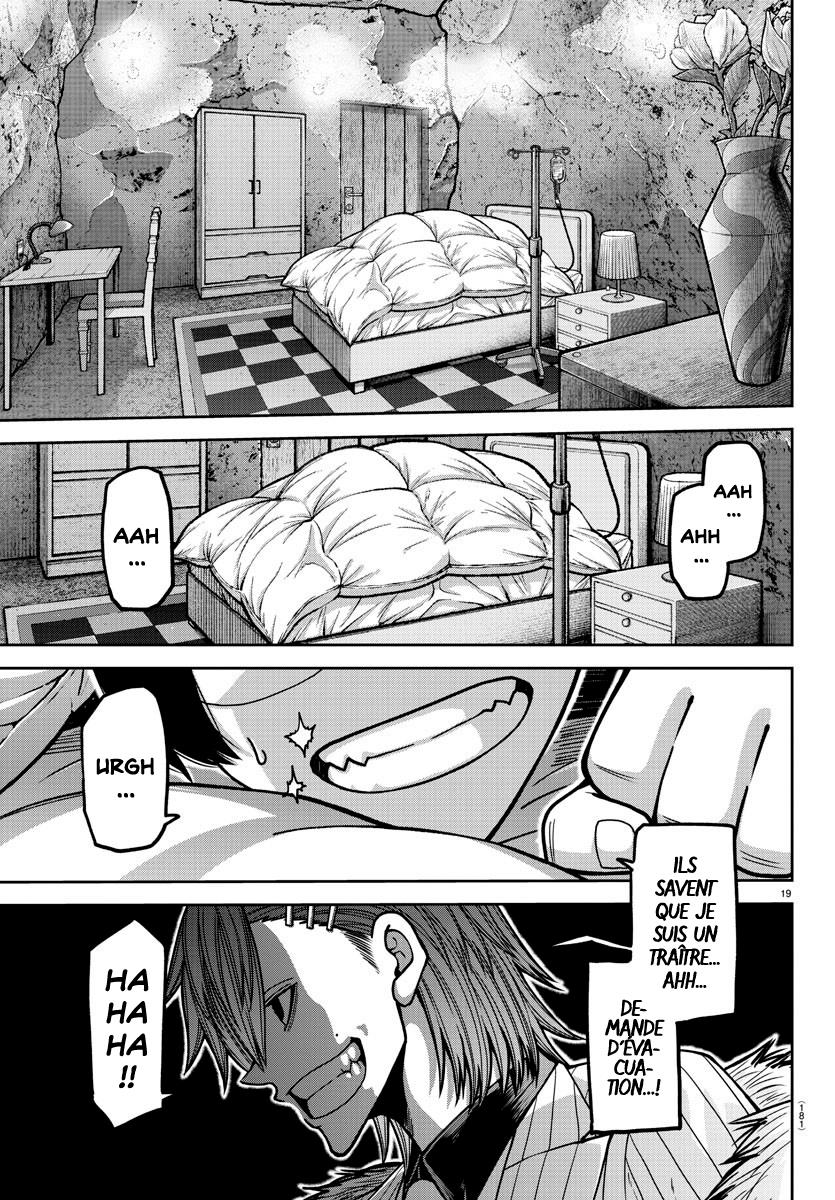 AAH
...
AHH
...
AAH
...
URGH
...
ILS
SAVENT
QUE JE
SUIS UN
TRAÎTRE...
AHH...
DE-
MANDE
D'ÉVA-
CUA-
TION...!
HA
HA
HA
!!
19
(181)